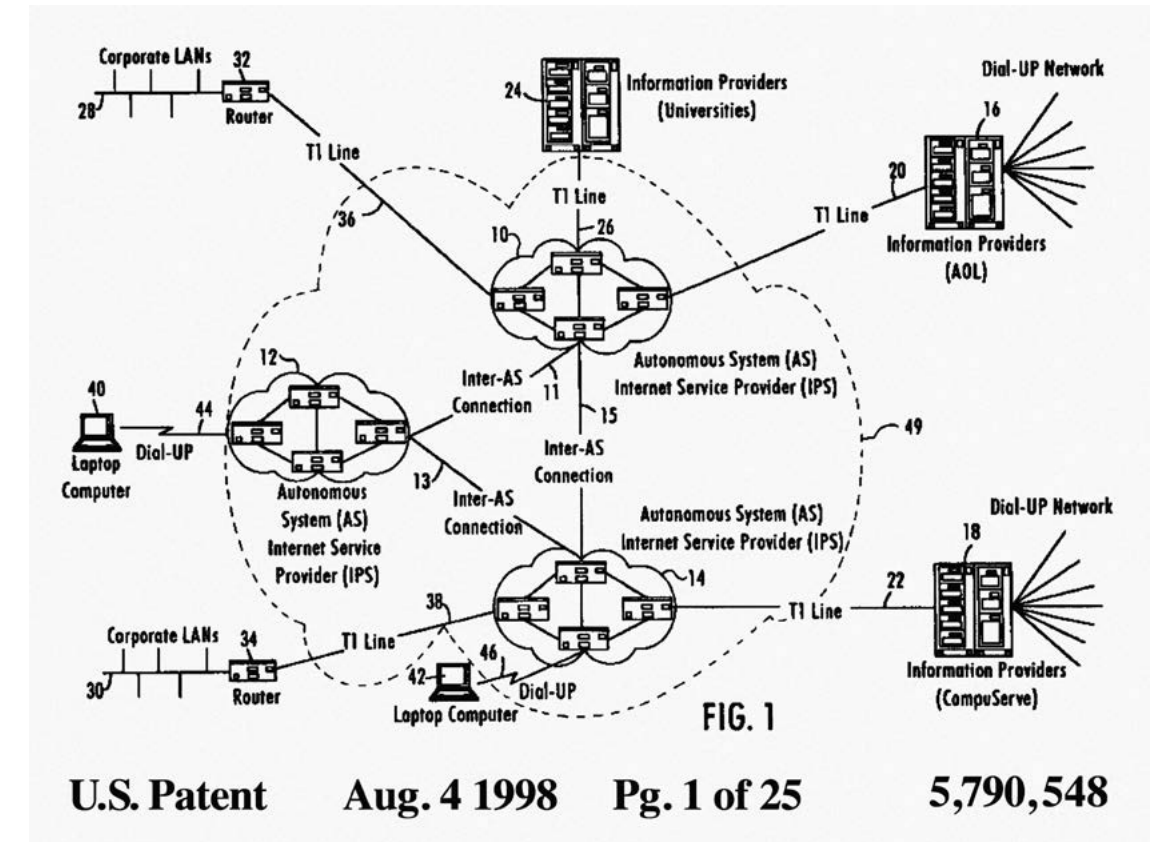 Corporate LANs
32
28
Router
T1 Line
36
24
Information Providers
(Universities)
T1 Line
26
Dial-UP Network
16
20
T1 Line
Information Providers
(AOL)
10
Autonomous System (AS)
Internet Service Provider (IPS)
12
Inter-AS
Connection
11
15
40
44
Dial-UP
Laptop
Computer
13
Inter-AS
Connection
49
Autonomous
System (AS)
Internet Service
Provider (IPS)
Inter-AS
Connection
Autonomous System (AS)
Internet Service Provider (IPS)
14
Dial-UP Network
18
22
T1 Line
Information Providers
(CompuServe)
38
T1 Line
Corporate LANs
34
30
Router
42
46
Dial-UP
Laptop Computer
FIG. 1
U.S. Patent Aug. 4 1998 Pg. 1 of 25 5,790,548